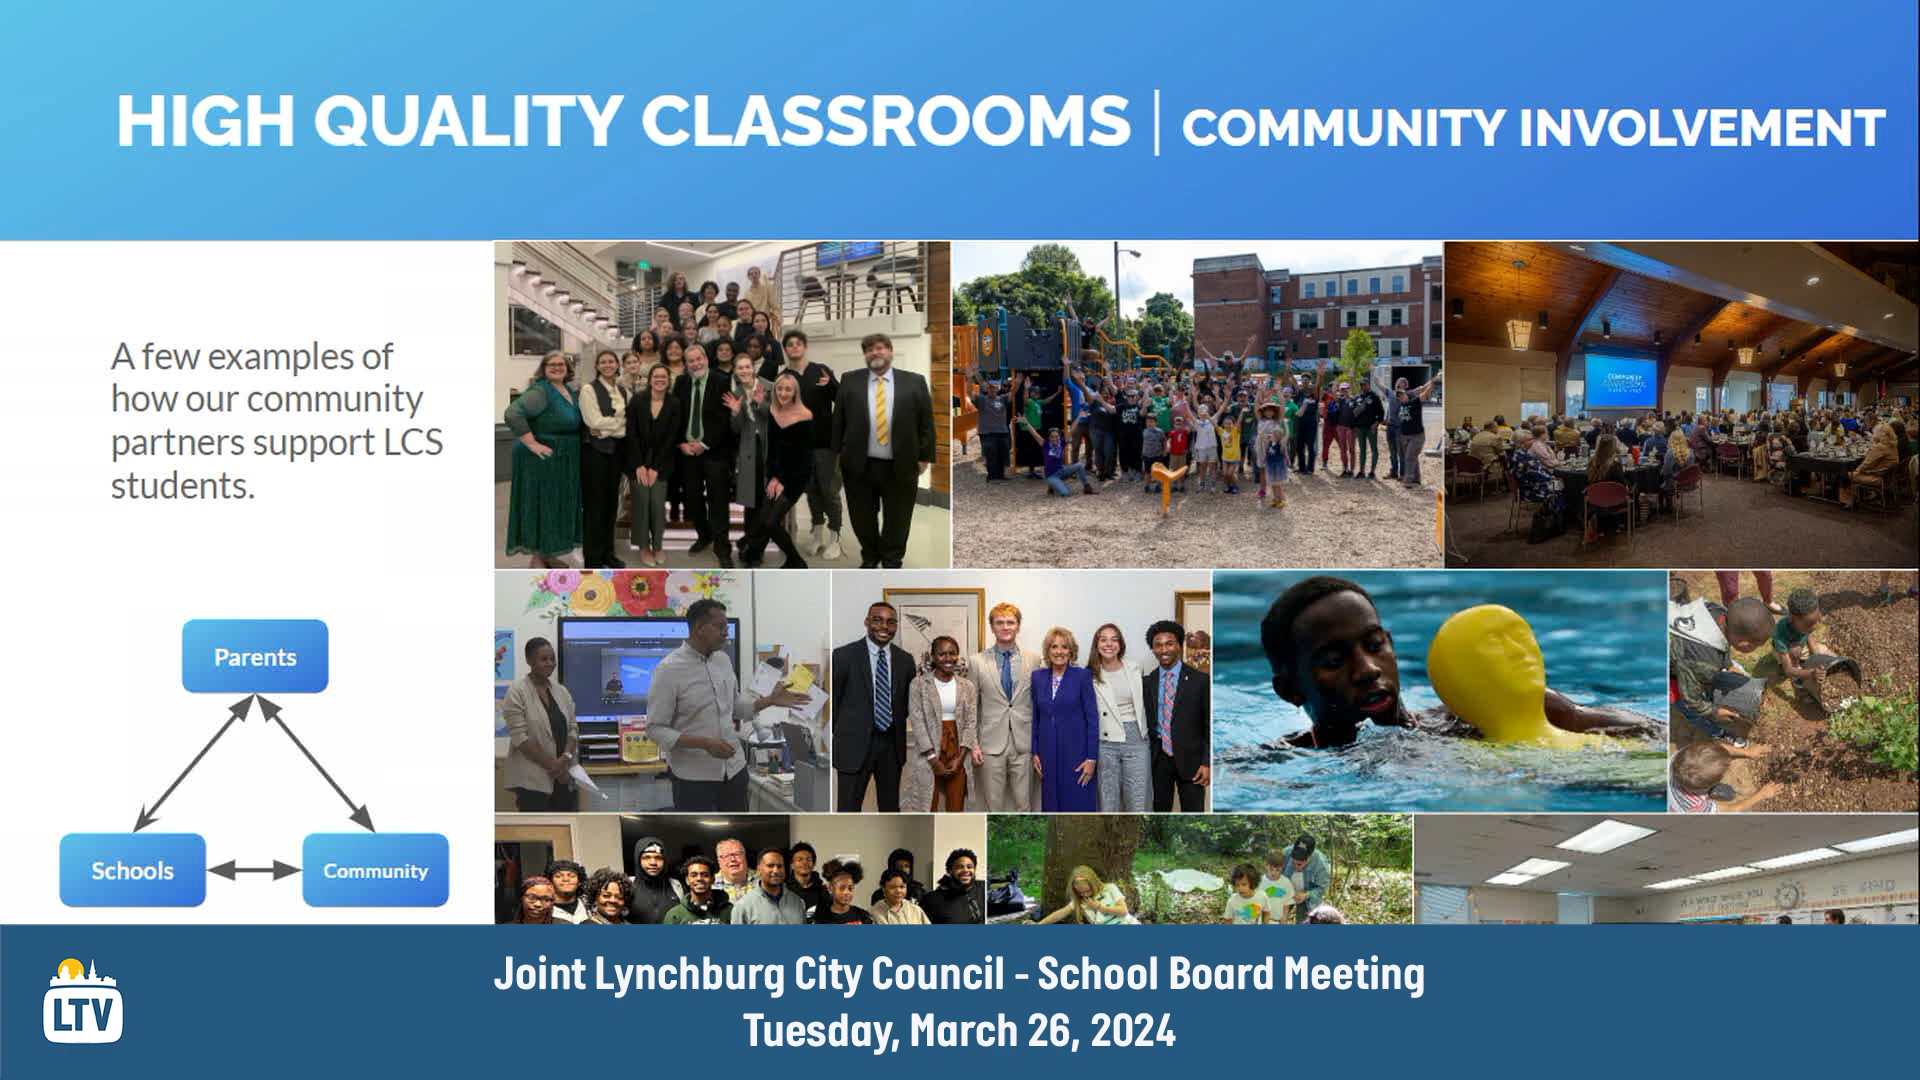 HIGH QUALITY CLASSROOMS | COMMUNITY INVOLVEMENT
A few examples of
how our community
partners support LCS
students.
Parents
Schools
Community
COMMUNITY
LTV
Joint Lynchburg City Council - School Board Meeting
Tuesday, March 26, 2024